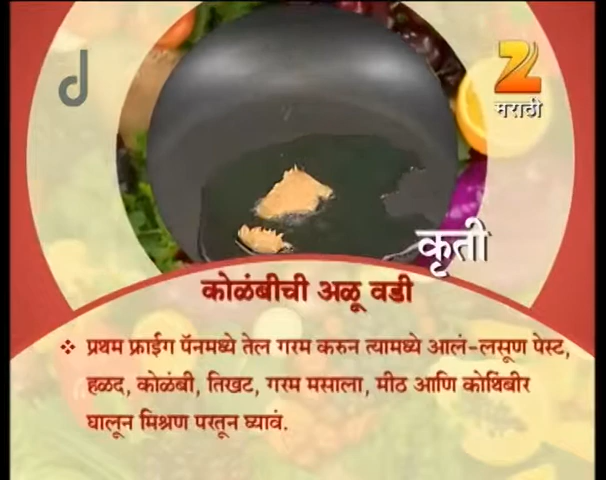 Z
मराठी
कृती
कोळंबीची अळू वडी
❖ प्रथम फ्राईंग पॅनमध्ये तेल गरम करुन त्यामध्ये आलं-लसूण पेस्ट,
हळद, कोळंबी, तिखट, गरम मसाला, मीठ आणि कोथिंबीर
घालून मिश्रण परतून घ्यावं.